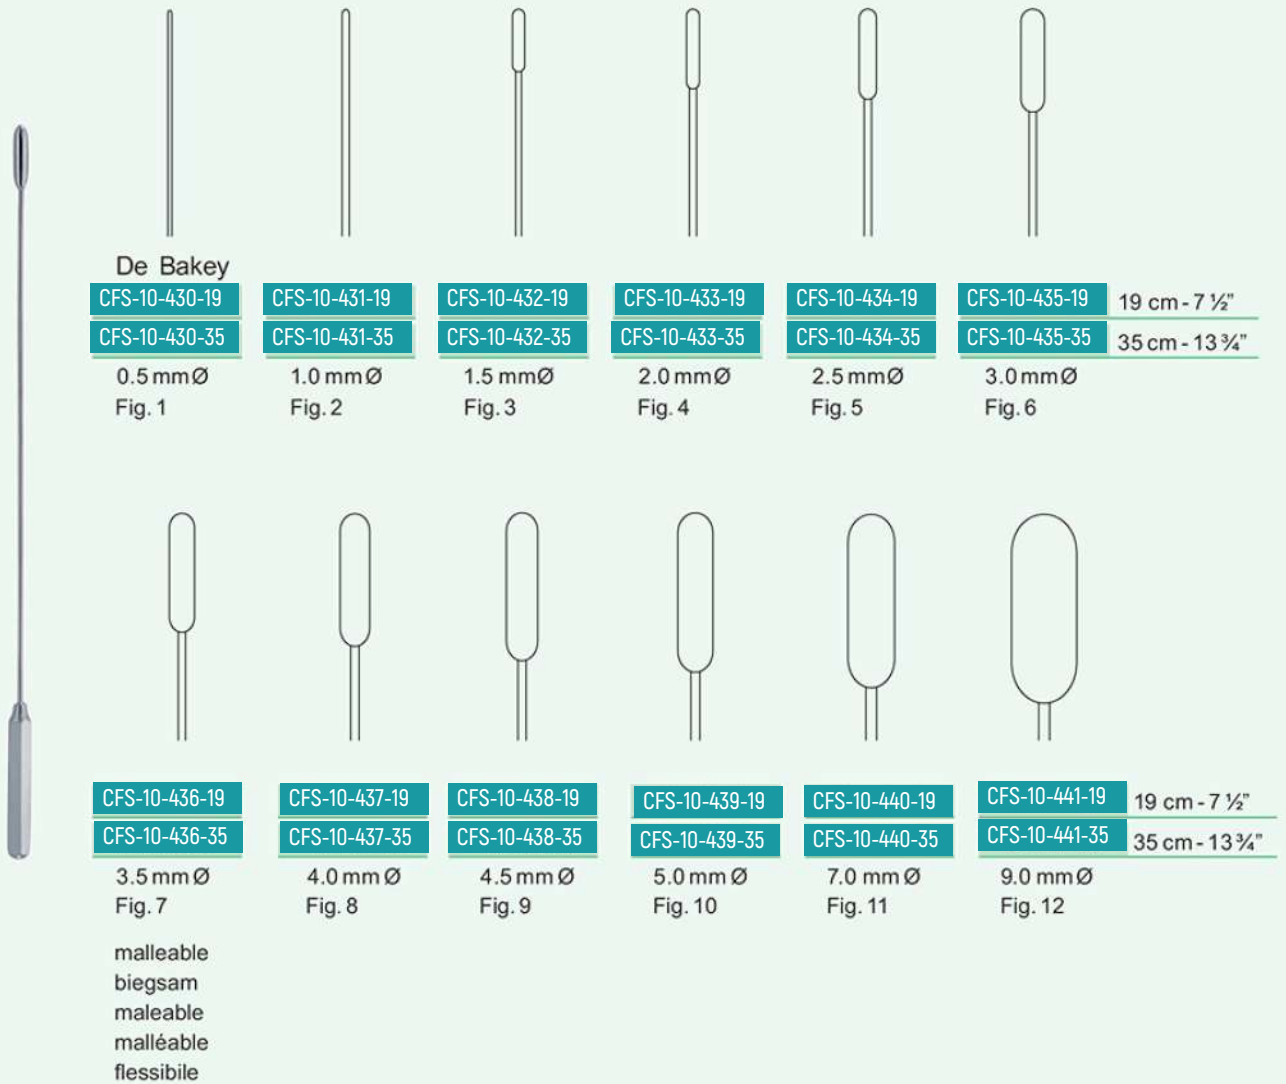 De Bakey
CFS-10-430-19 CFS-10-431-19 CFS-10-432-19 CFS-10-433-19 CFS-10-434-19 CFS-10-435-19 19 cm - 7 ½”
CFS-10-430-35 CFS-10-431-35 CFS-10-432-35 CFS-10-433-35 CFS-10-434-35 CFS-10-435-35 35 cm - 13 ¾”
0.5 mm Ø 1.0 mm Ø 1.5 mm Ø 2.0 mm Ø 2.5 mm Ø 3.0 mm Ø
Fig. 1 Fig. 2 Fig. 3 Fig. 4 Fig. 5 Fig. 6
CFS-10-436-19 CFS-10-437-19 CFS-10-438-19 CFS-10-439-19 CFS-10-440-19 CFS-10-441-19 19 cm - 7 ½”
CFS-10-436-35 CFS-10-437-35 CFS-10-438-35 CFS-10-439-35 CFS-10-440-35 CFS-10-441-35 35 cm - 13 ¾”
3.5 mm Ø 4.0 mm Ø 4.5 mm Ø 5.0 mm Ø 7.0 mm Ø 9.0 mm Ø
Fig. 7 Fig. 8 Fig. 9 Fig. 10 Fig. 11 Fig. 12
malleable
biegsam
maleable
malléable
flessibile